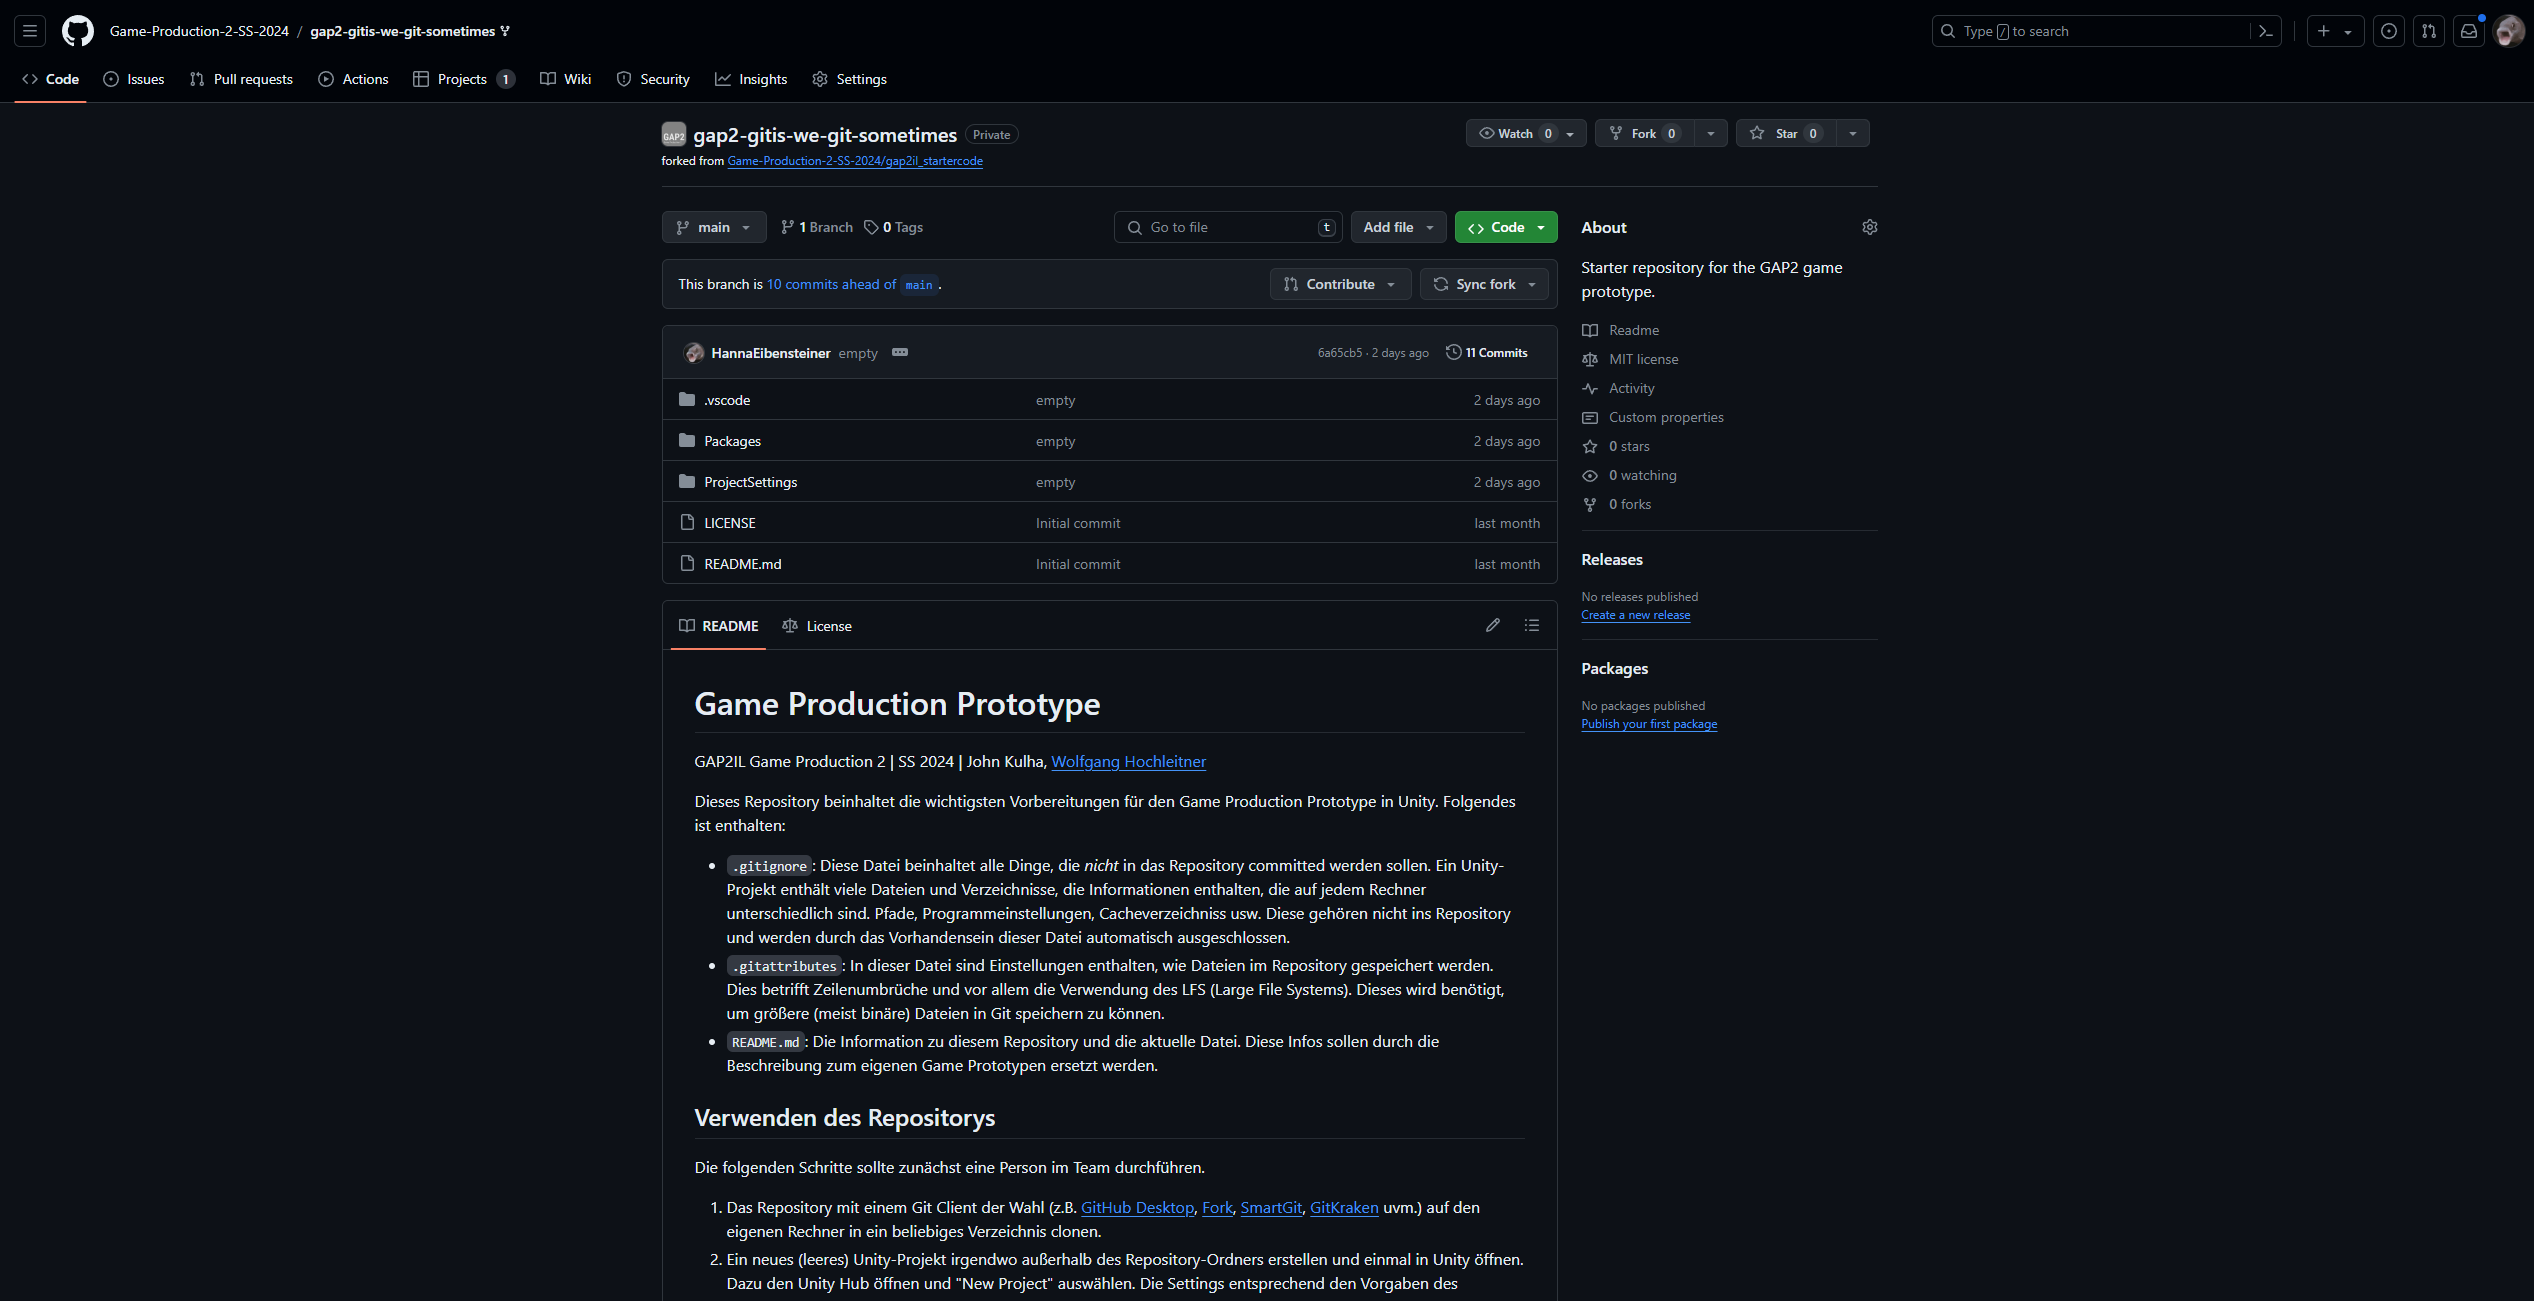 Game-Production-2-SS-2024 / gap2-gitis-we-git-sometimes
Type / to search
Code Issues Pull requests Actions Projects 1 Wiki Security Insights Settings
GAP2 gap2-gitis-we-git-sometimes Private
Watch 0 Fork 0 Star 0
forked from Game-Production-2-SS-2024/gap2il_startercode
main 1 Branch 0 Tags
Go to file t Add file Code
This branch is 10 commits ahead of main .
Contribute Sync fork
HannaEibensteiner empty 6a65cb5 · 2 days ago 11 Commits
.vscode empty 2 days ago
Packages empty 2 days ago
ProjectSettings empty 2 days ago
LICENSE Initial commit last month
README.md Initial commit last month
README License
Game Production Prototype
GAP2IL Game Production 2 | SS 2024 | John Kulha, Wolfgang Hochleitner
Dieses Repository beinhaltet die wichtigsten Vorbereitungen für den Game Production Prototype in Unity. Folgendes
ist enthalten:
.gitignore: Diese Datei beinhaltet alle Dinge, die nicht in das Repository committed werden sollen. Ein Unity-
Projekt enthält viele Dateien und Verzeichnisse, die Informationen enthalten, die auf jedem Rechner
unterschiedlich sind. Pfade, Programmeinstellungen, Cacheverzeichniss usw. Diese gehören nicht ins Repository
und werden durch das Vorhandensein dieser Datei automatisch ausgeschlossen.
.gitattributes: In dieser Datei sind Einstellungen enthalten, wie Dateien im Repository gespeichert werden.
Dies betrifft Zeilenumbrüche und vor allem die Verwendung des LFS (Large File Systems). Dieses wird benötigt,
um größere (meist binäre) Dateien in Git speichern zu können.
README.md: Die Information zu diesem Repository und die aktuelle Datei. Diese Infos sollen durch die
Beschreibung zum eigenen Game Prototypen ersetzt werden.
Verwenden des Repositorys
Die folgenden Schritte sollte zunächst eine Person im Team durchführen.
1. Das Repository mit einem Git Client der Wahl (z.B. GitHub Desktop, Fork, SmartGit, GitKraken uvm.) auf den
eigenen Rechner in ein beliebiges Verzeichnis clonen.
2. Ein neues (leeres) Unity-Projekt irgendwo außerhalb des Repository-Ordners erstellen und einmal in Unity öffnen.
Dazu den Unity Hub öffnen und "New Project" auswählen. Die Settings entsprechend den Vorgaben des
About
Starter repository for the GAP2 game
prototype.
Readme
MIT license
Activity
Custom properties
0 stars
0 watching
0 forks
Releases
No releases published
Create a new release
Packages
No packages published
Publish your first package